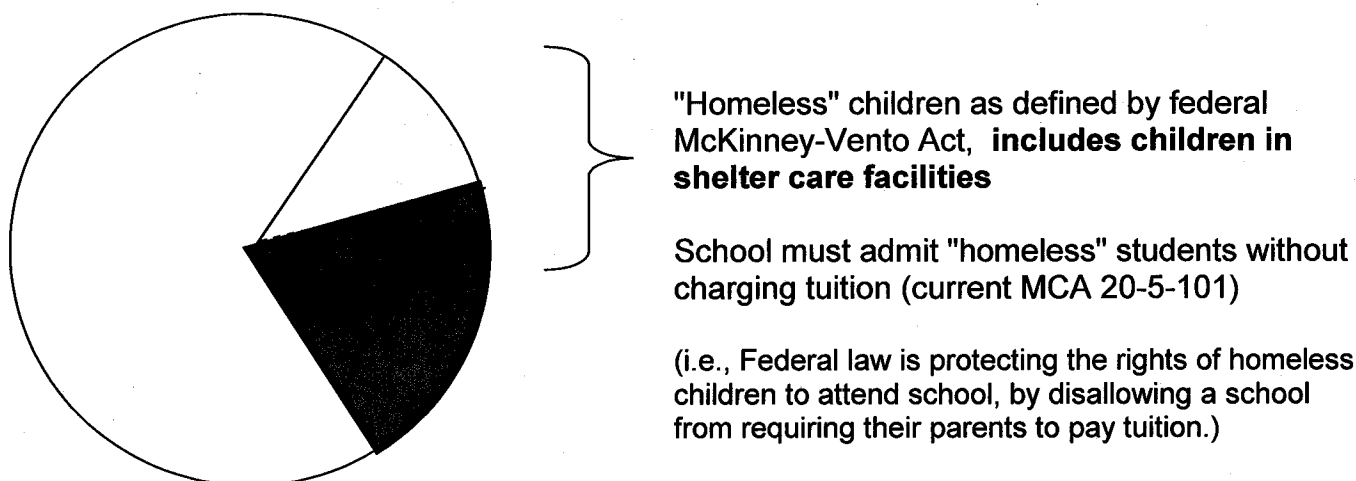 "Homeless" children as defined by federal
McKinney-Vento Act, includes children in
shelter care facilities
School must admit "homeless" students without
charging tuition (current MCA 20-5-101)
(i.e., Federal law is protecting the rights of homeless
children to attend school, by disallowing a school
from requiring their parents to pay tuition.)